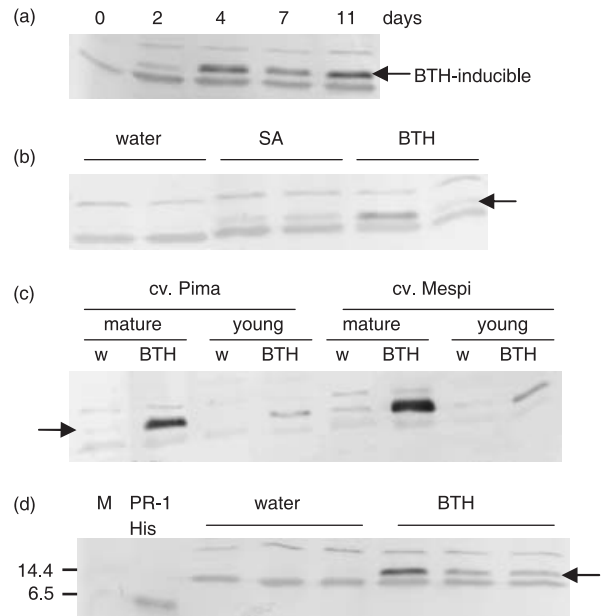 (a) 0 2 4 7 11 days
BTH-inducible
(b) water SA BTH
(c) cv. Pima cv. Mespi
mature young mature young
w BTH w BTH w BTH w BTH
(d) M PR-1 His water BTH
14.4
6.5